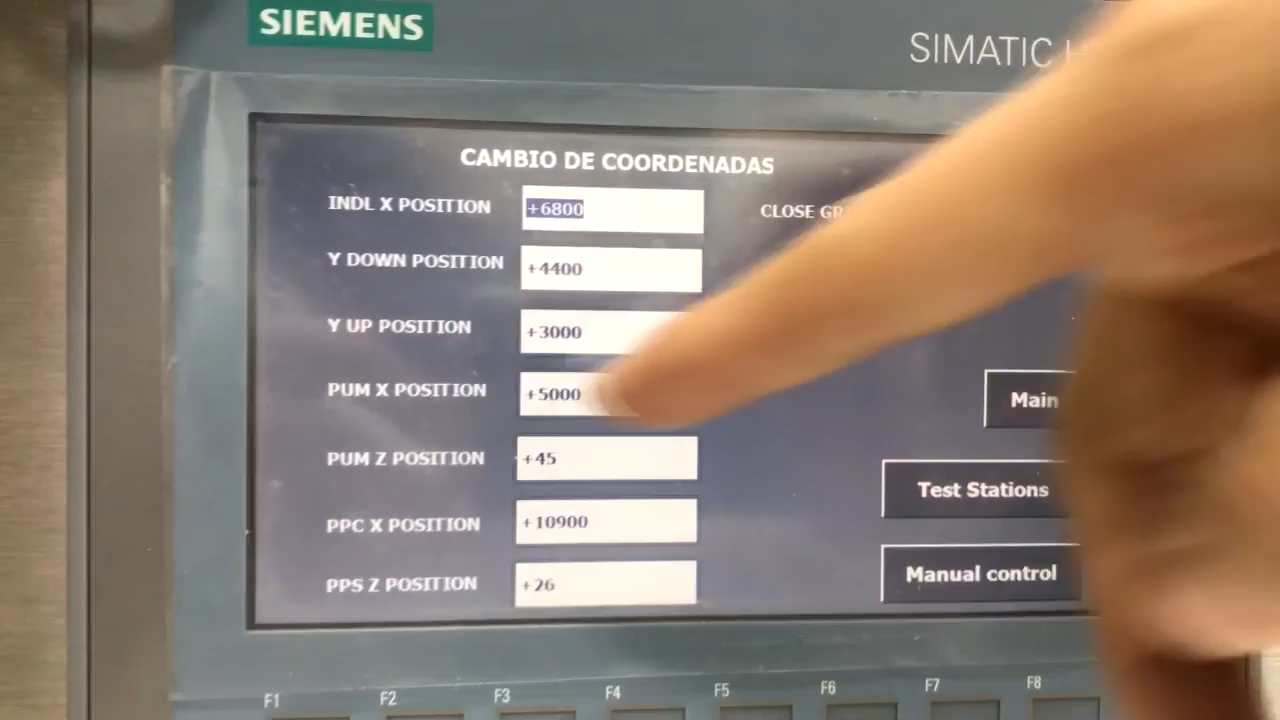 SIEMENS
SIMATIC
CAMBIO DE COORDENADAS
INDL X POSITION +6800
CLOSE
Y DOWN POSITION +4400
Y UP POSITION +3000
PUM X POSITION +5000
Main
PUM Z POSITION +45
Test Stations
PPC X POSITION +10900
Manual control
PPS Z POSITION +26
F1 F2 F3 F4 F5 F6 F7 F8